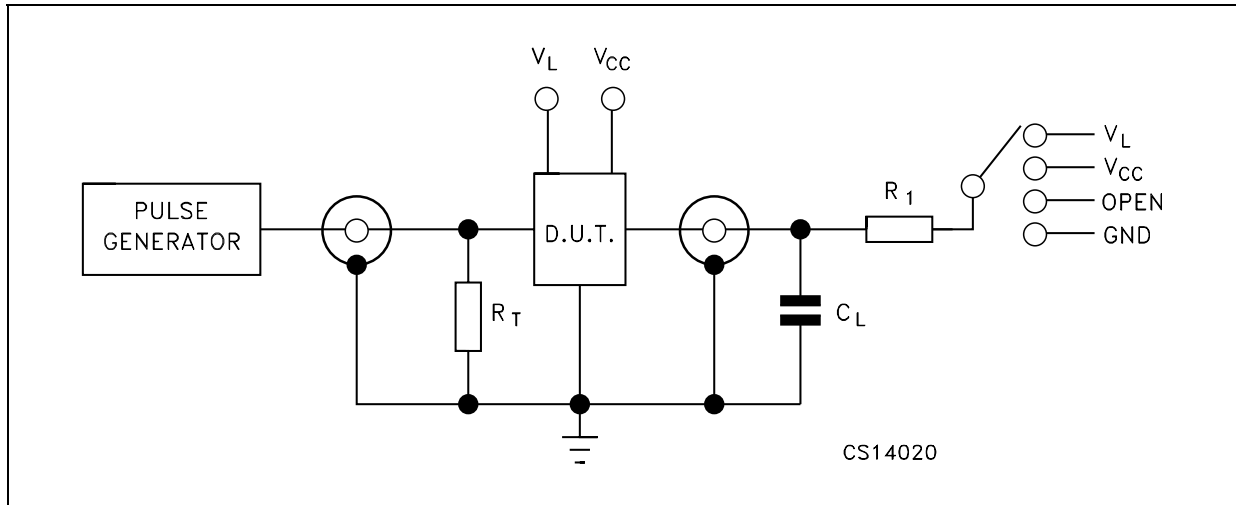 V_L
V_CC
PULSE
GENERATOR
D.U.T.
R_T
C_L
R_1
V_L
V_CC
OPEN
GND
CS14020